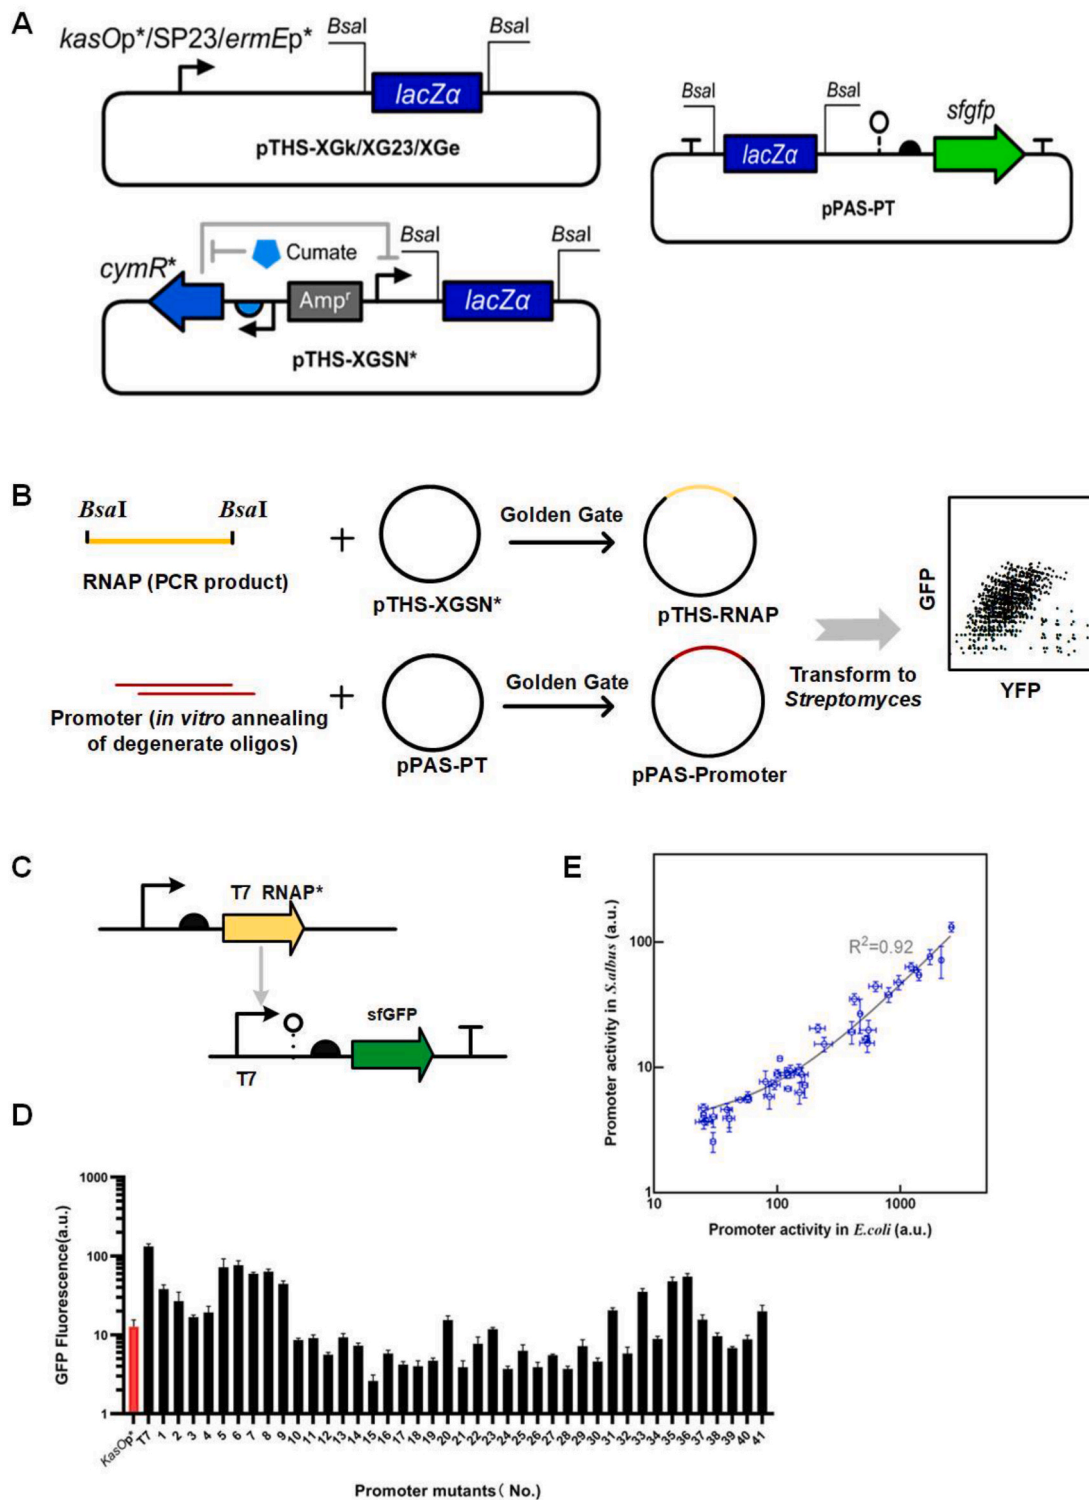 A
kasOp*/SP23/ermEp*
BsaI
BsaI
lacZα
pTHS-XGk/XG23/XGe
BsaI
BsaI
sfgfp
lacZα
pPAS-PT
cymR*
Cumate
BsaI
BsaI
Ampʳ
lacZα
pTHS-XGSN*
B
BsaI
BsaI
RNAP (PCR product)
+
pTHS-XGSN*
Golden Gate
pTHS-RNAP
Promoter (in vitro annealing
of degenerate oligos)
+
pPAS-PT
Golden Gate
pPAS-Promoter
Transform to
Streptomyces
GFP
YFP
C
T7 RNAP*
sfGFP
T7
E
Promoter activity in S.albus (a.u.)
100
10
1
R²=0.92
10
100
1000
Promoter activity in E.coli (a.u.)
D
GFP Fluorescence(a.u.)
1000
100
10
1
KasOp* T7 1 2 3 4 5 6 7 8 9 10 11 12 13 14 15 16 17 18 19 20 21 22 23 24 25 26 27 28 29 30 31 32 33 34 35 36 37 38 39 40 41
Promoter mutants( No.)